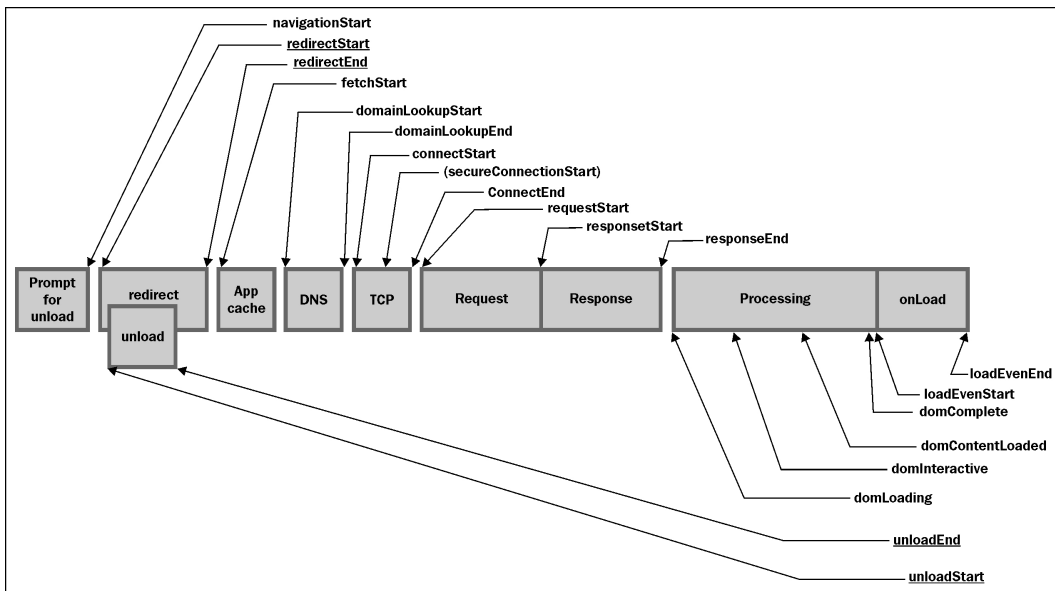 navigationStart
redirectStart
redirectEnd
fetchStart
domainLookupStart
domainLookupEnd
connectStart
(secureConnectionStart)
ConnectEnd
requestStart
responsetStart
responseEnd
Prompt
for
unload
redirect
unload
App
cache
DNS
TCP
Request
Response
Processing
onLoad
loadEvenEnd
loadEvenStart
domComplete
domContentLoaded
domInteractive
domLoading
unloadEnd
unloadStart